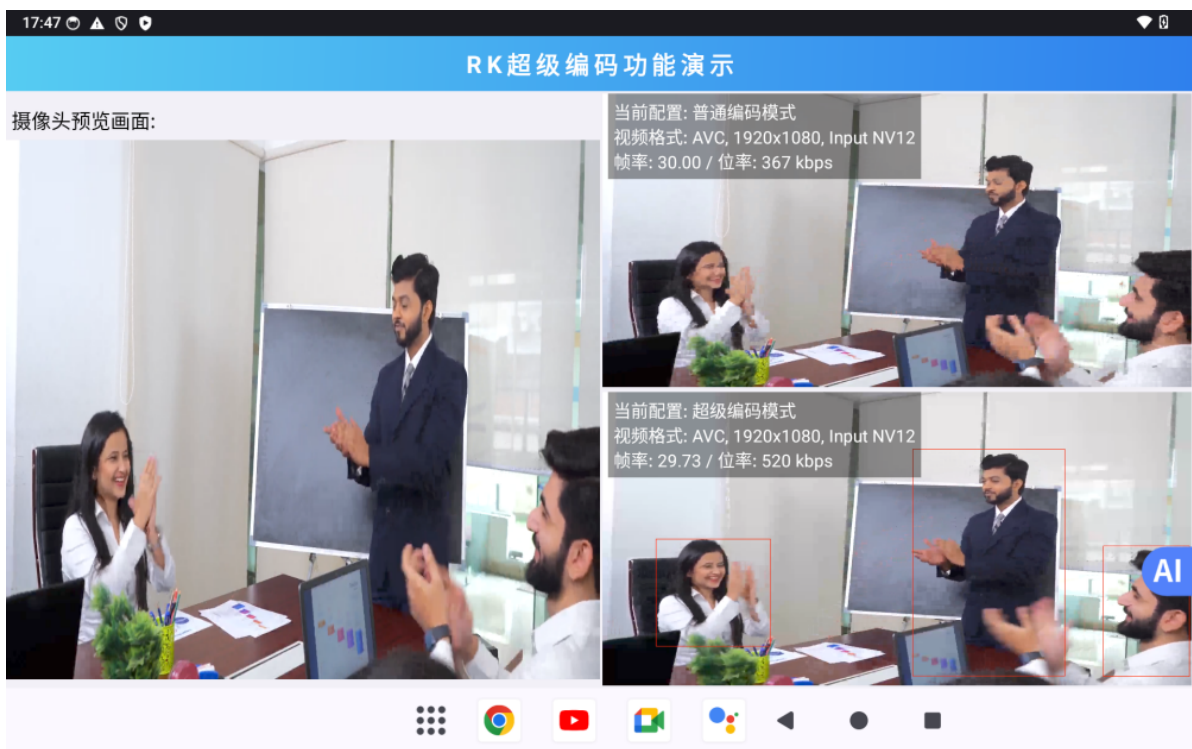 17:47
RK超级编码功能演示
摄像头预览画面:
当前配置: 普通编码模式
视频格式: AVC, 1920x1080, Input NV12
帧率: 30.00 / 位率: 367 kbps
当前配置: 超级编码模式
视频格式: AVC, 1920x1080, Input NV12
帧率: 29.73 / 位率: 520 kbps
AI